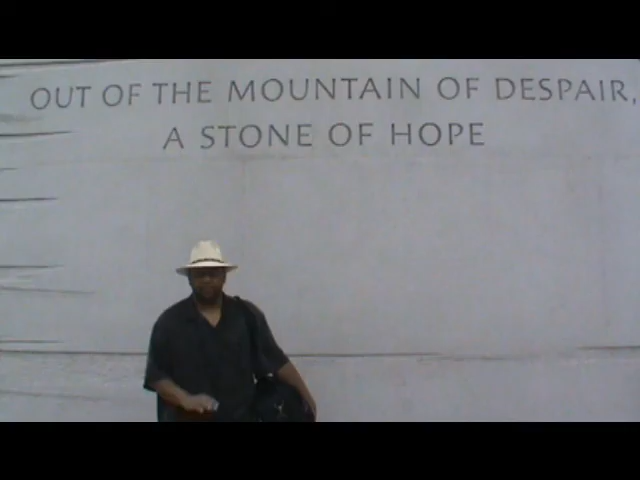 OUT OF THE MOUNTAIN OF DESPAIR,
A STONE OF HOPE